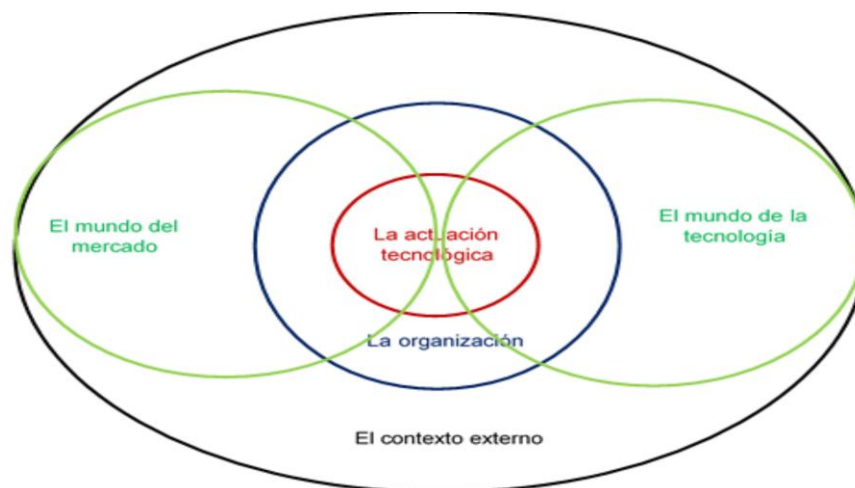 El mundo del
mercado
La actuación
tecnológica
El mundo de la
tecnología
La organización
El contexto externo